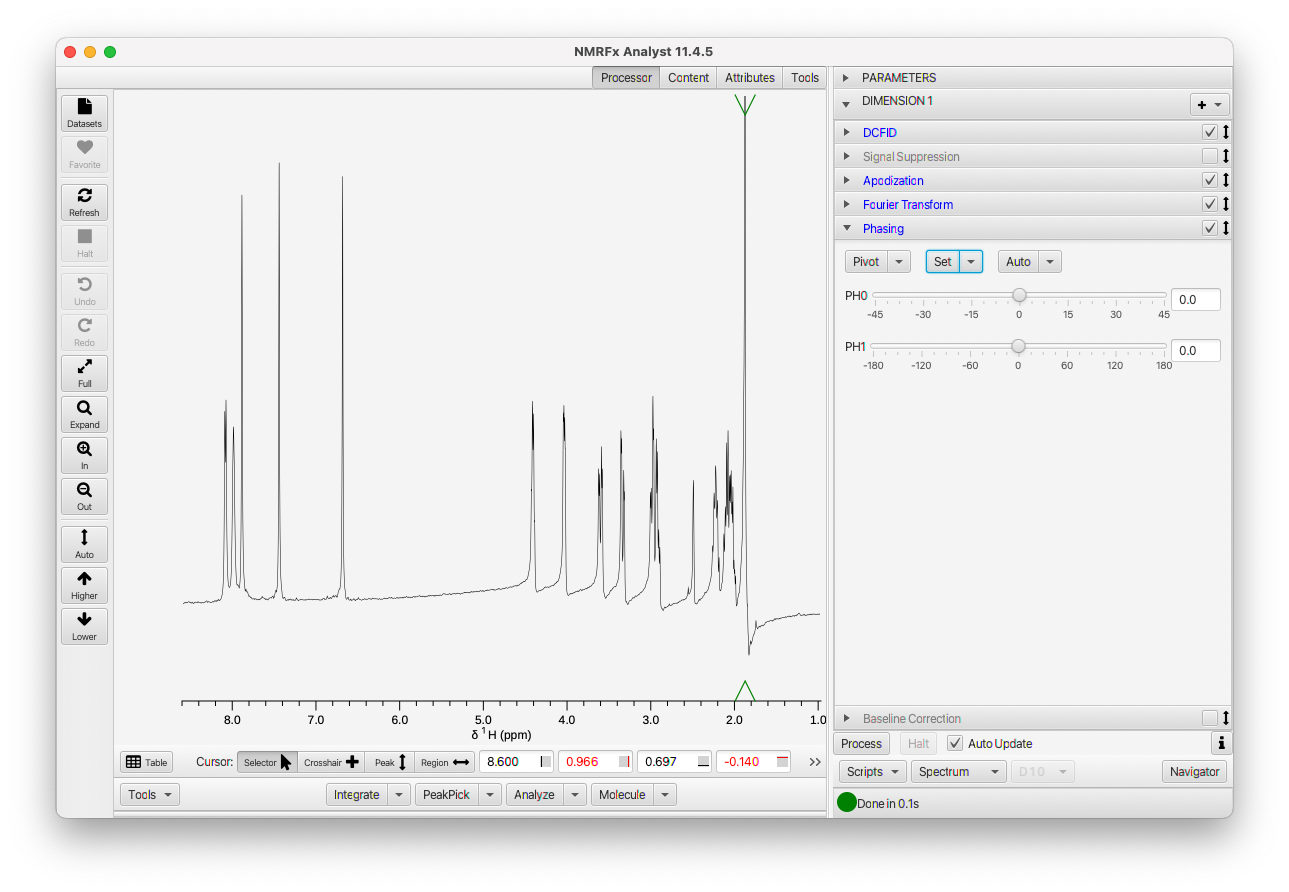 NMRFx Analyst 11.4.5
Processor Content Attributes Tools
Datasets
Favorite
Refresh
Halt
Undo
Redo
Full
Expand
In
Out
Auto
Higher
Lower
8.0 7.0 6.0 5.0 4.0 3.0 2.0 1.0
δ ¹H (ppm)
Table Cursor: Selector Crosshair Peak Region 8.600 0.966 0.697 -0.140 >>
Tools Integrate PeakPick Analyze Molecule
PARAMETERS
DIMENSION 1 +
DCFID
Signal Suppression
Apodization
Fourier Transform
Phasing
Pivot Set Auto
PH0 0.0
-45 -30 -15 0 15 30 45
PH1 0.0
-180 -120 -60 0 60 120 180
Baseline Correction
Process Halt Auto Update i
Scripts Spectrum D10 Navigator
Done in 0.1s